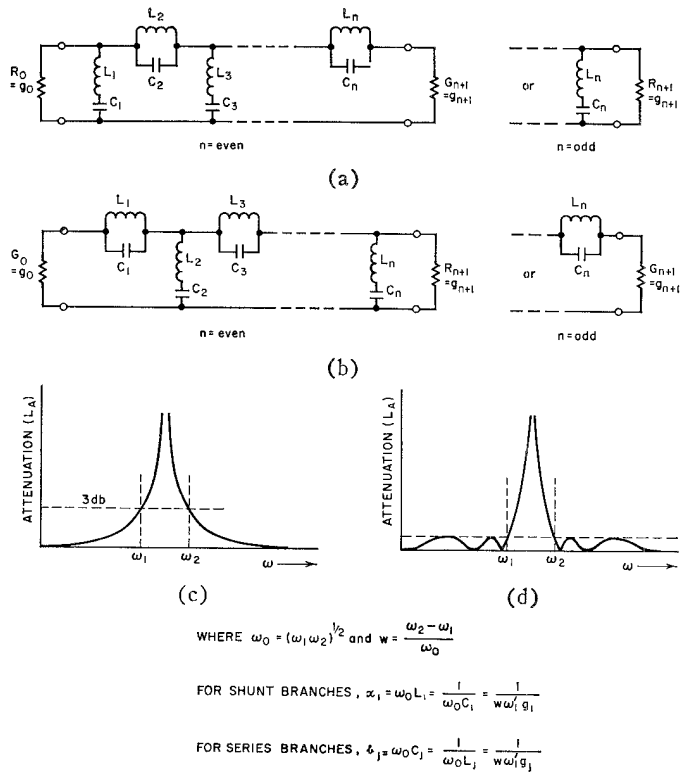 L₂
Lₙ
R₀
=g₀
L₁
C₁
C₂
L₃
C₃
Cₙ
Gₙ₊₁
=gₙ₊₁
or
Lₙ
Cₙ
Rₙ₊₁
=gₙ₊₁
n = even
n = odd
(a)
L₁
L₃
Lₙ
G₀
=g₀
C₁
L₂
C₂
C₃
Lₙ
Cₙ
Rₙ₊₁
=gₙ₊₁
or
Cₙ
Gₙ₊₁
=gₙ₊₁
n = even
n = odd
(b)
ATTENUATION (L_A)
3db
ω₁
ω₂
ω
(c)
ATTENUATION (L_A)
ω₁
ω₂
ω
(d)
WHERE ω₀ = (ω₁ω₂)^{1/2} and w = (ω₂ − ω₁)/ω₀
FOR SHUNT BRANCHES, xᵢ = ω₀Lᵢ = 1/(ω₀Cᵢ) = 1/(wω₁′gᵢ)
FOR SERIES BRANCHES, bⱼ = ω₀Cⱼ = 1/(ω₀Lⱼ) = 1/(wω₁′gⱼ)